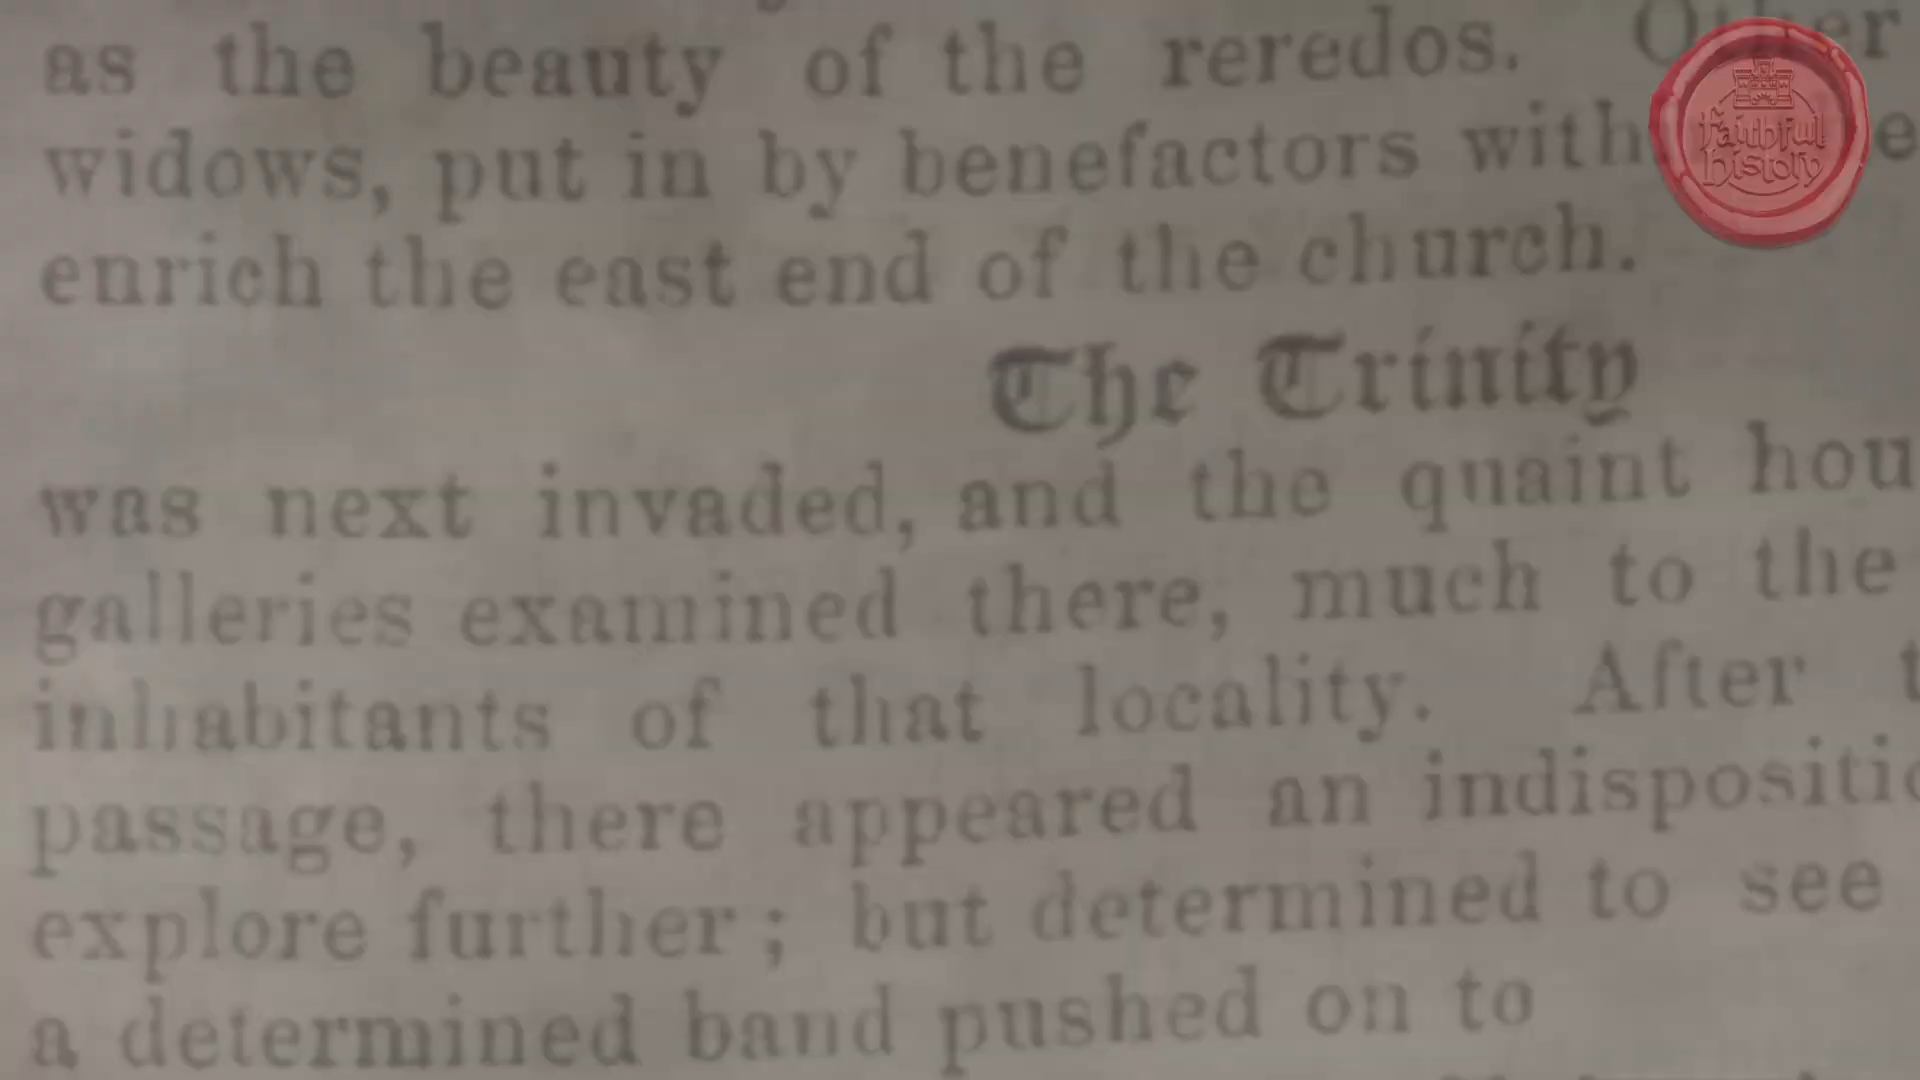 as the beauty of the reredos. Other
widows, put in by benefactors with
enrich the east end of the church.
The Trinity
was next invaded, and the quaint hou
galleries examined there, much to the
inhabitants of that locality. After t
passage, there appeared an indispositio
explore further; but determined to see
a determined band pushed on to
faithful
history